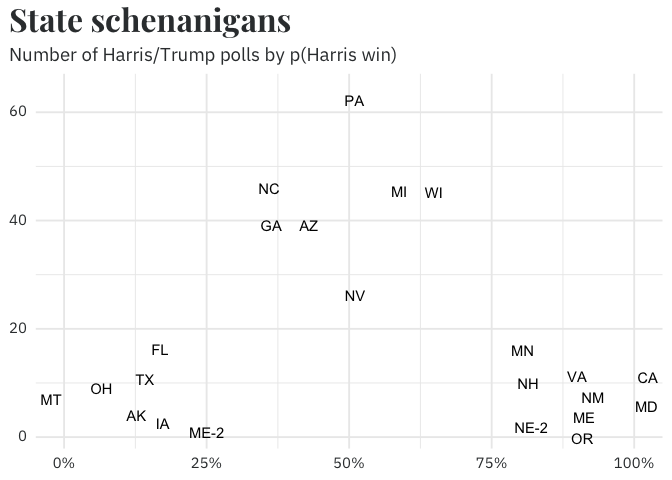 State schenanigans
Number of Harris/Trump polls by p(Harris win)
60
PA
NC
MI
WI
40
GA
AZ
NV
20
FL
MN
TX
OH
NH
VA
CA
MT
NM
MD
AK
IA
ME
ME-2
NE-2
OR
0
0%
25%
50%
75%
100%